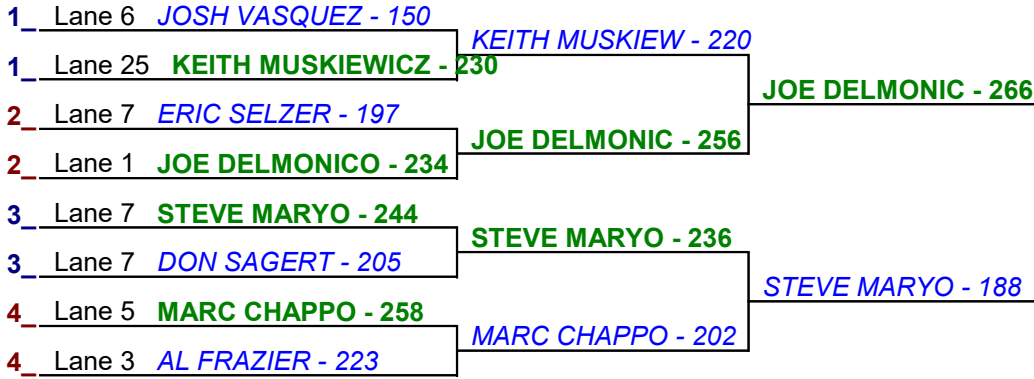 1_ Lane 6 JOSH VASQUEZ - 150
KEITH MUSKIEW - 220
1_ Lane 25 KEITH MUSKIEWICZ - 230
JOE DELMONIC - 266
2_ Lane 7 ERIC SELZER - 197
JOE DELMONIC - 256
2_ Lane 1 JOE DELMONICO - 234
3_ Lane 7 STEVE MARYO - 244
STEVE MARYO - 236
3_ Lane 7 DON SAGERT - 205
STEVE MARYO - 188
4_ Lane 5 MARC CHAPPO - 258
MARC CHAPPO - 202
4_ Lane 3 AL FRAZIER - 223